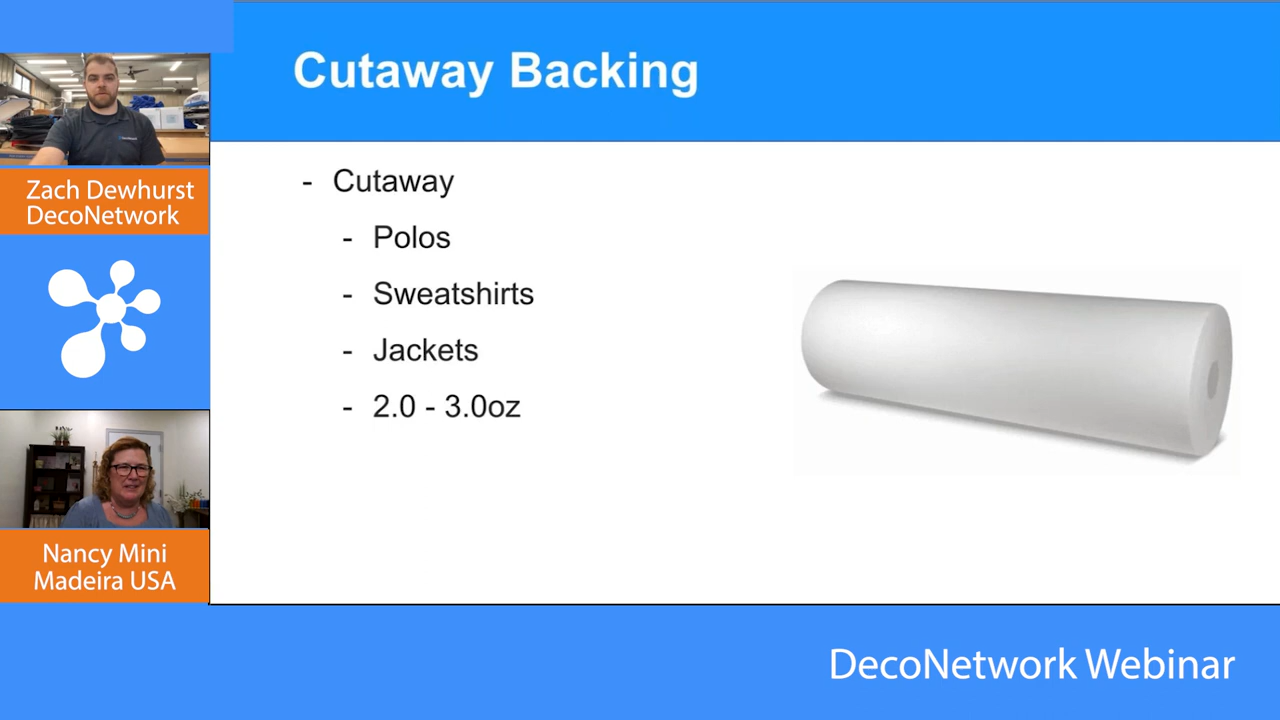 Cutaway Backing
- Cutaway
- Polos
- Sweatshirts
- Jackets
- 2.0 - 3.0oz
Zach Dewhurst
DecoNetwork
Nancy Mini
Madeira USA
DecoNetwork Webinar